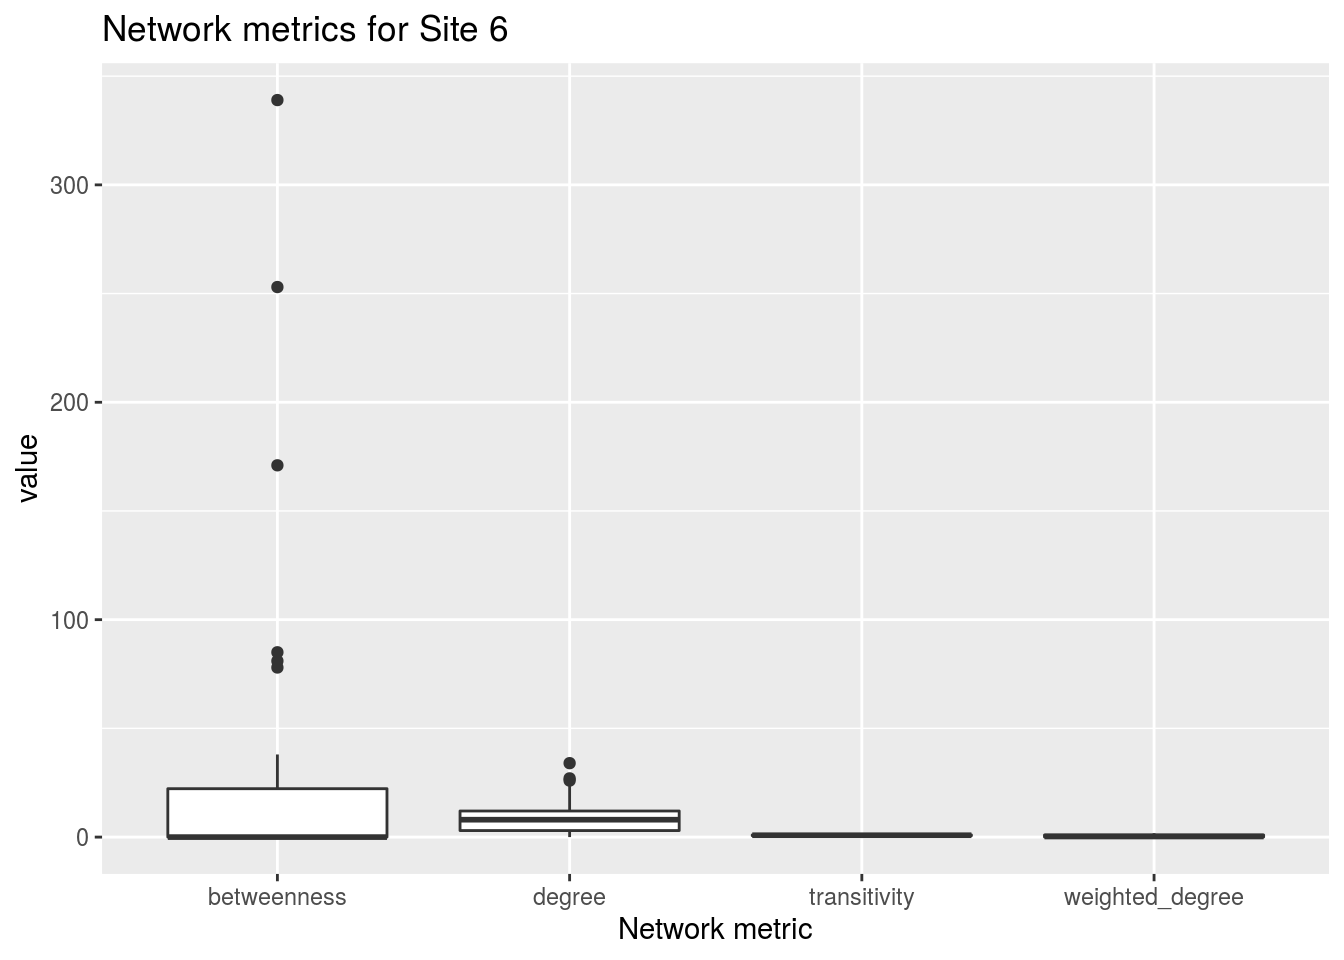 Network metrics for Site 6
300
200
100
0
value
betweenness degree transitivity weighted_degree
Network metric